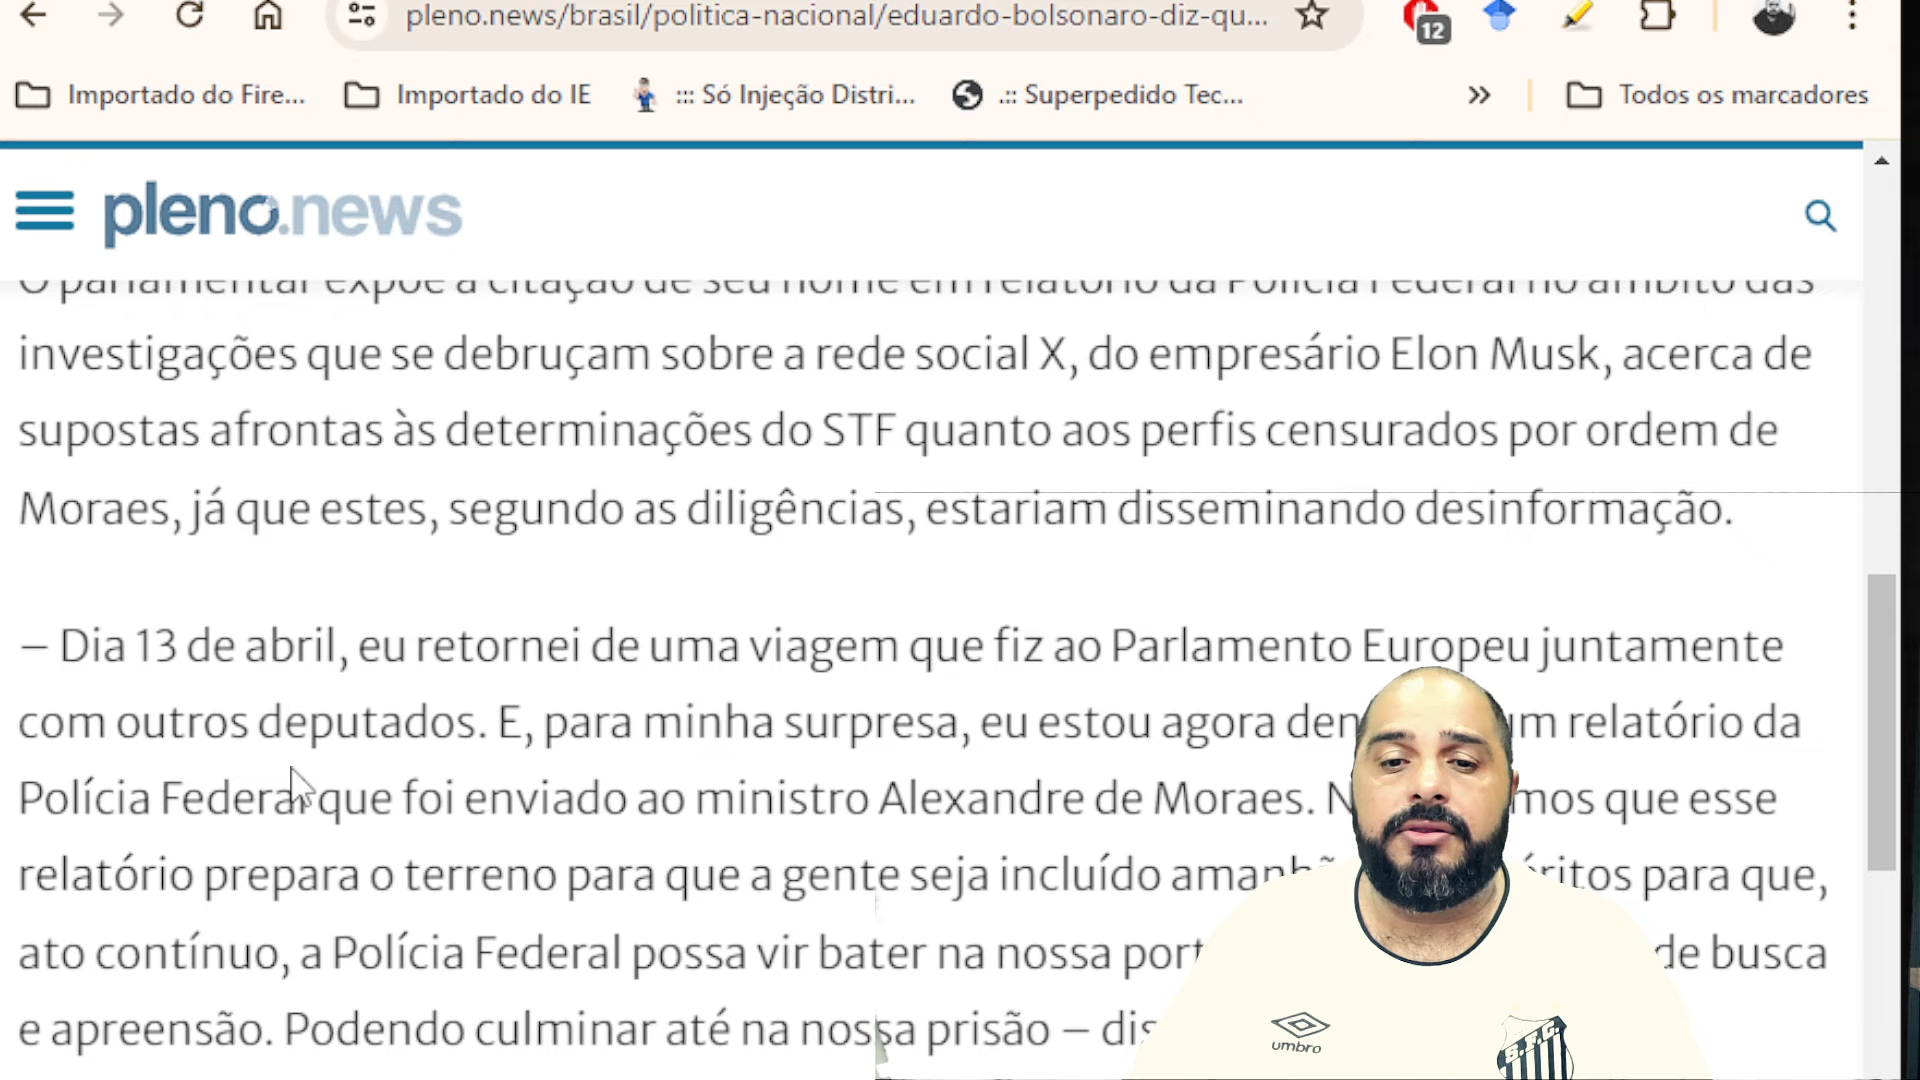 pleno.news/brasil/politica-nacional/eduardo-bolsonaro-diz-qu...
12
Importado do Fire...
Importado do IE
::: Só Injeção Distri...
.:: Superpedido Tec...
»
Todos os marcadores
pleno.news
O parlamentar expõe a citação de seu nome em relatório da Polícia Federal no âmbito das
investigações que se debruçam sobre a rede social X, do empresário Elon Musk, acerca de
supostas afrontas às determinações do STF quanto aos perfis censurados por ordem de
Moraes, já que estes, segundo as diligências, estariam disseminando desinformação.
– Dia 13 de abril, eu retornei de uma viagem que fiz ao Parlamento Europeu juntamente
com outros deputados. E, para minha surpresa, eu estou agora den um relatório da
Polícia Federal que foi enviado ao ministro Alexandre de Moraes. N mos que esse
relatório prepara o terreno para que a gente seja incluído amanhã éritos para que,
ato contínuo, a Polícia Federal possa vir bater na nossa port de busca
e apreensão. Podendo culminar até na nossa prisão – dis
umbro
S.F.C.